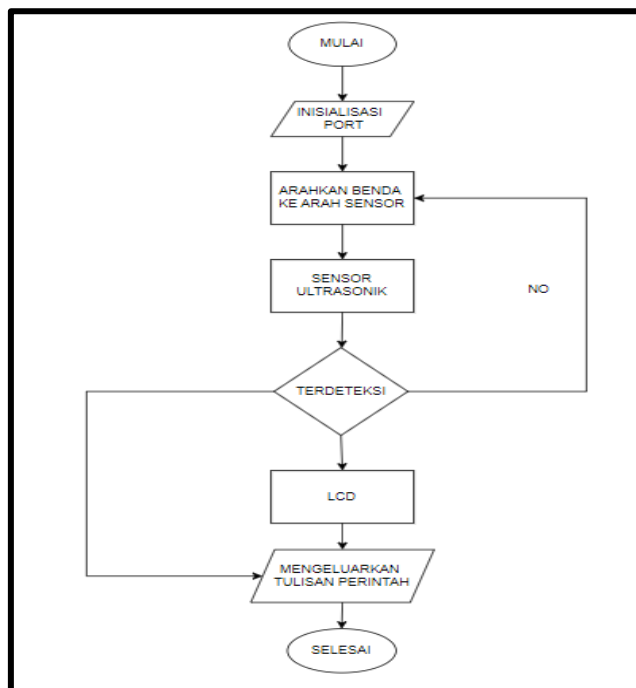 MULAI
INISIALISASI
PORT
ARAHKAN BENDA
KE ARAH SENSOR
SENSOR
ULTRASONIK
NO
TERDETEKSI
LCD
MENGELUARKAN
TULISAN PERINTAH
SELESAI